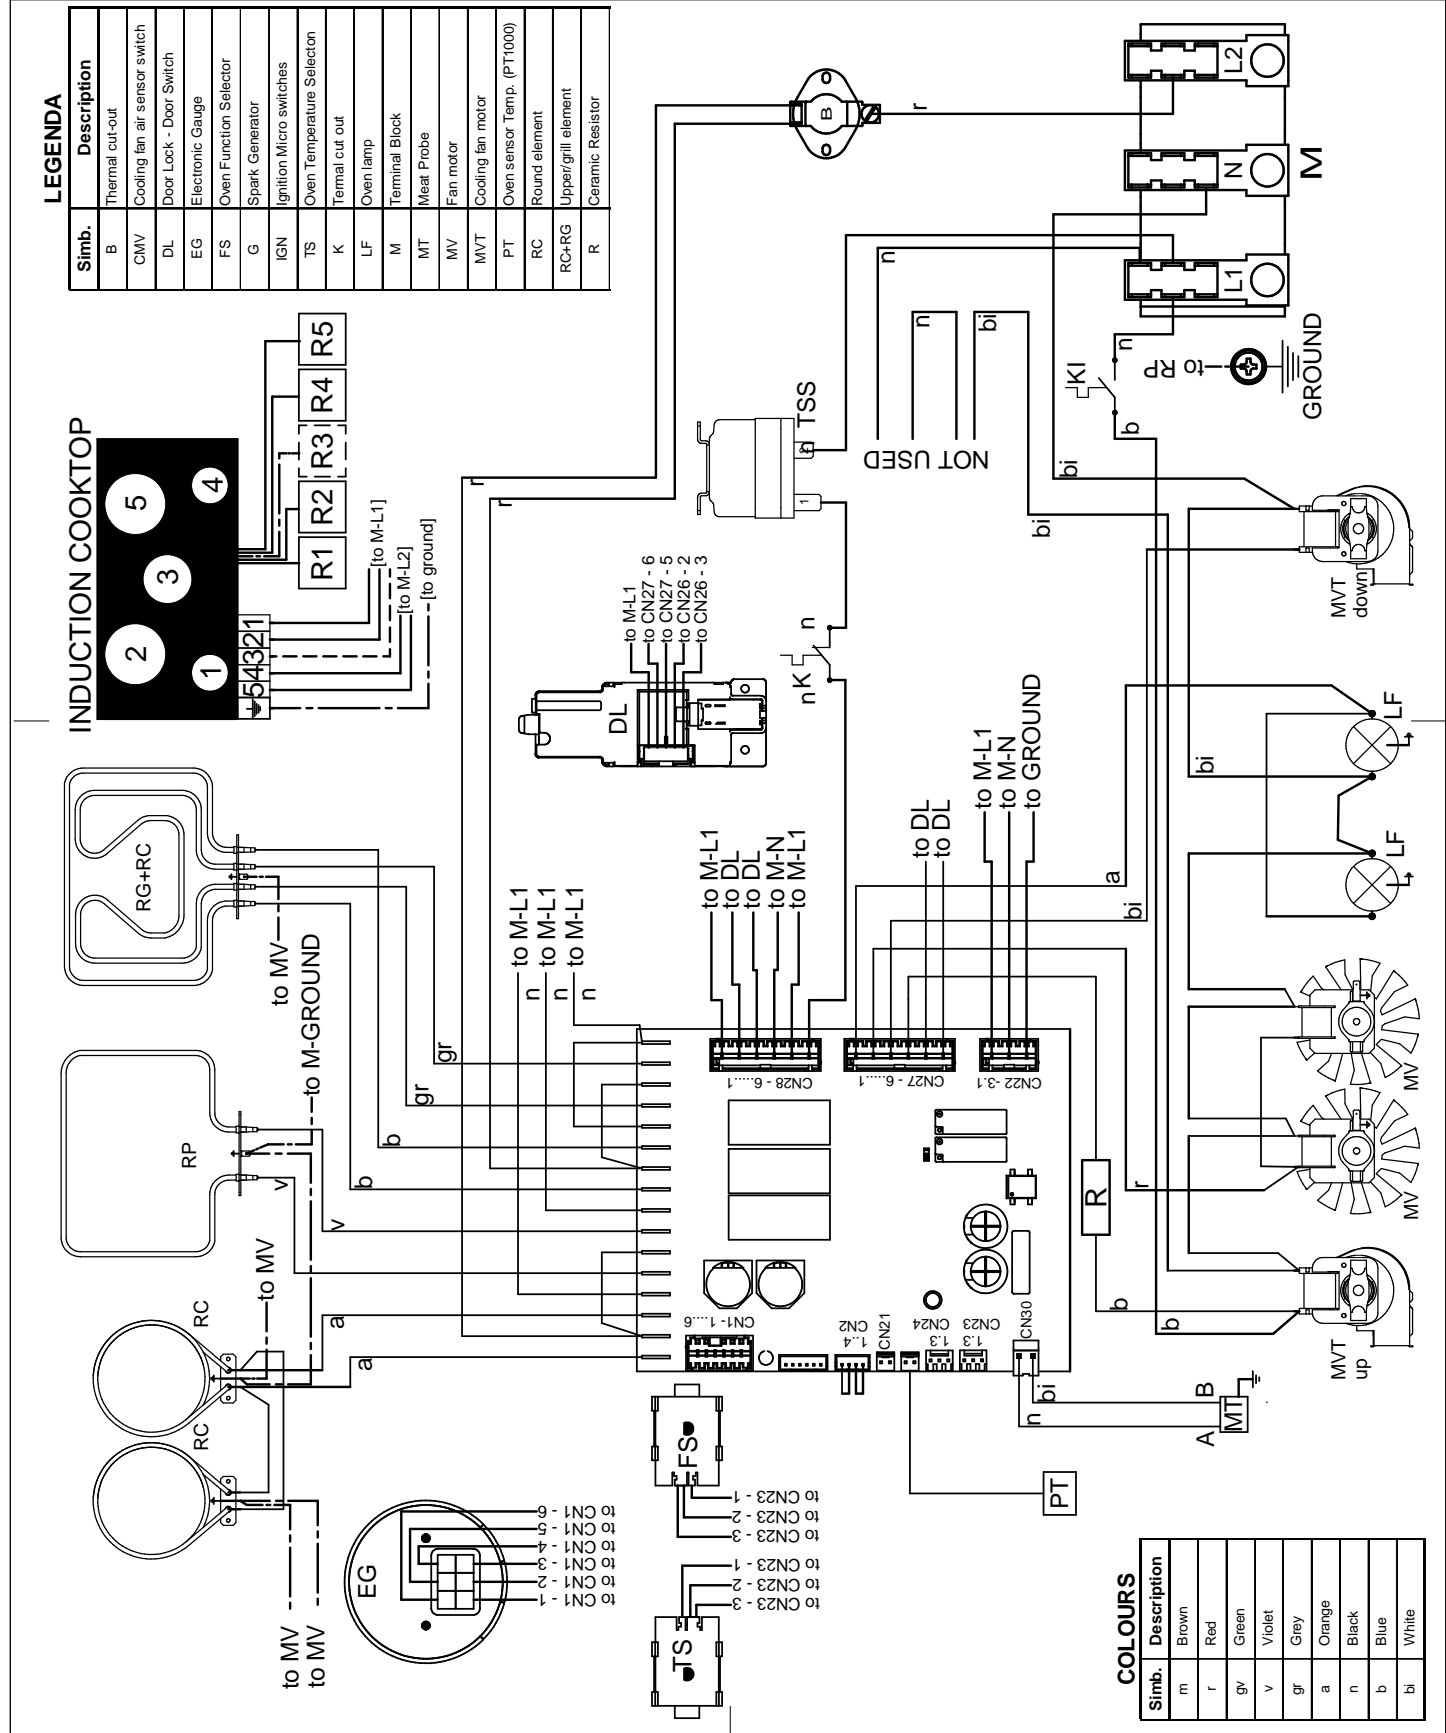 LEGENDA
Simb. Description
B Thermal cut-out
CMV Cooling fan air sensor switch
DL Door Lock - Door Switch
EG Electronic Gauge
FS Oven Function Selector
G Spark Generator
IGN Ignition Micro switches
TS Oven Temperature Selecton
K Termal cut out
LF Oven lamp
M Terminal Block
MT Meat Probe
MV Fan motor
MVT Cooling fan motor
PT Oven sensor Temp. (PT1000)
RC Round element
RC+RG Upper/grill element
R Ceramic Resistor
INDUCTION COOKTOP
1
2
3
4
5
R1
R2
R3
R4
R5
54321
[to M-L1]
[to M-L2]
[to ground]
RG+RC
to MV
to M-GROUND
RP
v
v
b
b
gr
gr
r
r
to MV
RC
RC
a
a
to MV
to MV
EG
to CN1 - 6
to CN1 - 5
to CN1 - 4
to CN1 - 3
to CN1 - 2
to CN1 - 1
to M-L1
to M-L1
to M-L1
n
n
n
DL
to M-L1
to CN27 - 6
to CN27 - 5
to CN26 - 2
to CN26 - 3
B
r
TSS
1
2
n
n
n
K
to M-L1
to DL
to DL
to M-N
to M-L1
CN28 - 6.....1
to DL
to DL
CN27 - 6.....1
to M-L1
to M-N
to GROUND
CN22 -3.1
CN1- 1....6
CN2
1..4
CN21
CN24
1.3
CN23
1.3
CN30
FS
to CN23 - 1
to CN23 - 2
to CN23 - 3
TS
to CN23 - 1
to CN23 - 2
to CN23 - 3
PT
n
bi
A
B
MT
R
b
r
a
bi
n
n
bi
NOT USED
bi
bi
L1
N
L2
M
n
KI
b
to RP
GROUND
MVT
down
bi
LF
LF
MV
MV
MVT
up
b
COLOURS
Simb. Description
m Brown
r Red
gv Green
v Violet
gr Grey
a Orange
n Black
b Blue
bi White